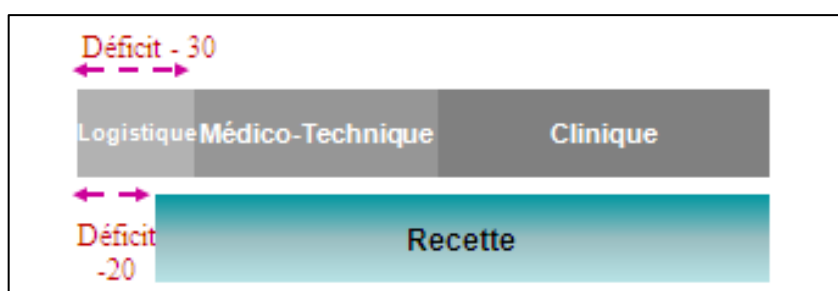 Déficit - 30
Logistique Médico-Technique Clinique
Déficit
-20
Recette